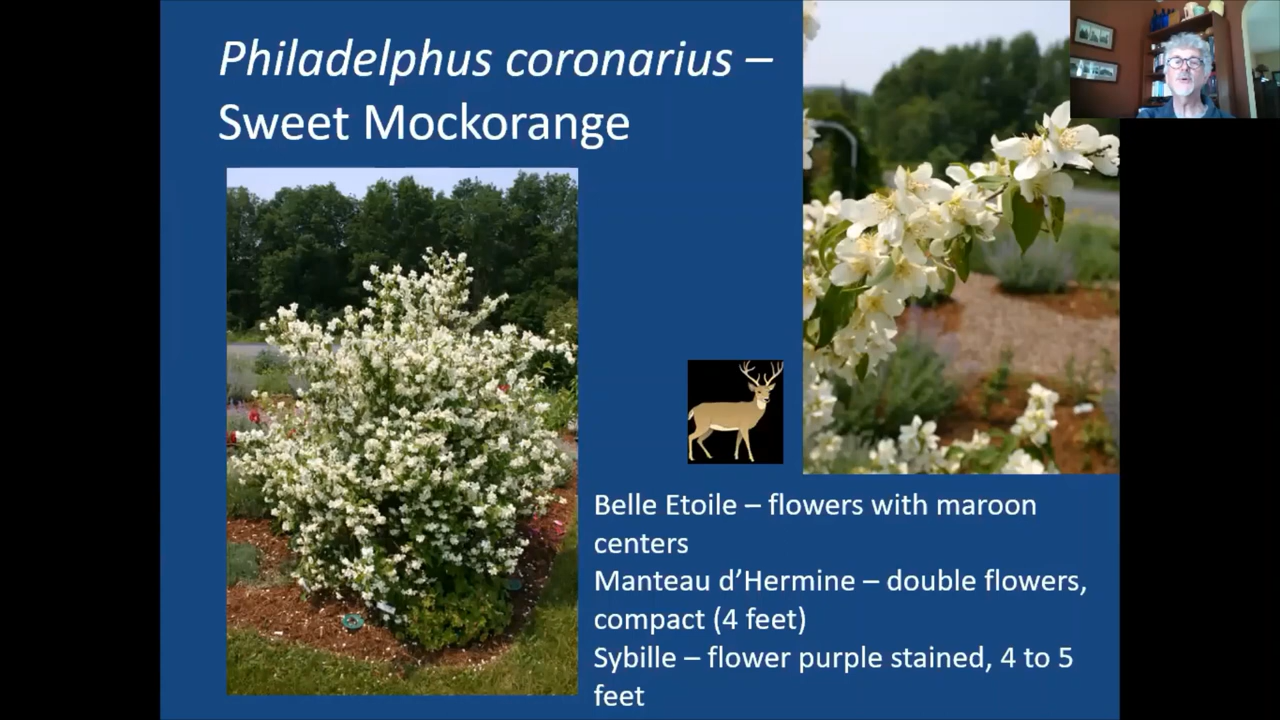 Philadelphus coronarius –
Sweet Mockorange
Belle Etoile – flowers with maroon
centers
Manteau d’Hermine – double flowers,
compact (4 feet)
Sybille – flower purple stained, 4 to 5
feet